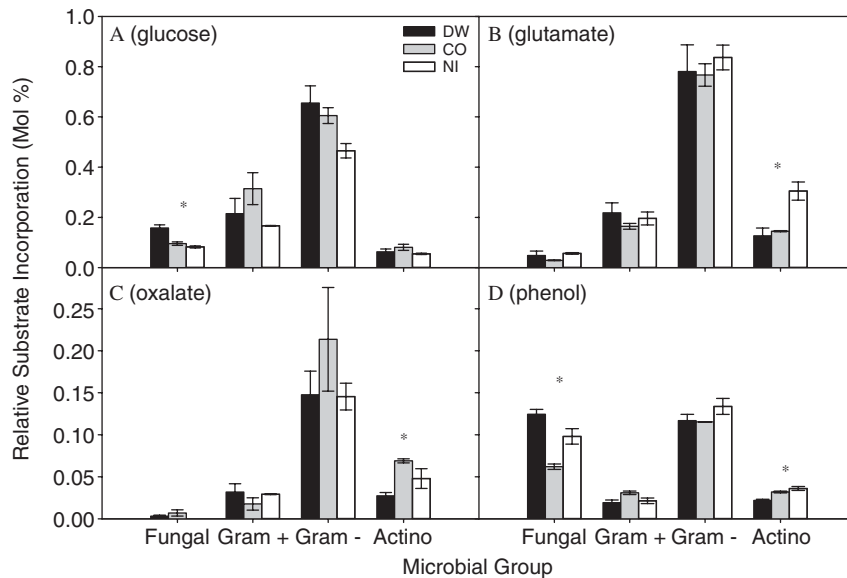 1.0
A (glucose)
DW
CO
NI
B (glutamate)
0.8
0.6
0.4
0.2
0.0
*
*
C (oxalate)
D (phenol)
0.25
0.20
0.15
0.10
0.05
0.00
*
*
*
Fungal Gram + Gram - Actino
Fungal Gram + Gram - Actino
Microbial Group
Relative Substrate Incorporation (Mol %)